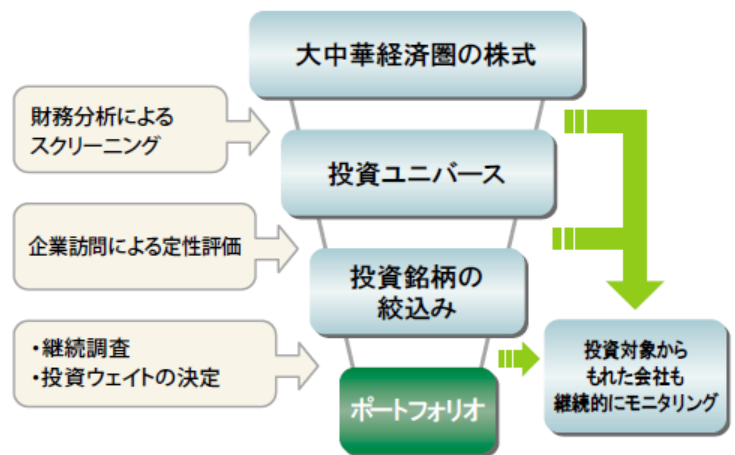 大中華経済圏の株式
財務分析による
スクリーニング
投資ユニバース
企業訪問による定性評価
投資銘柄の
絞込み
・継続調査
・投資ウェイトの決定
ポートフォリオ
投資対象から
もれた会社も
継続的にモニタリング